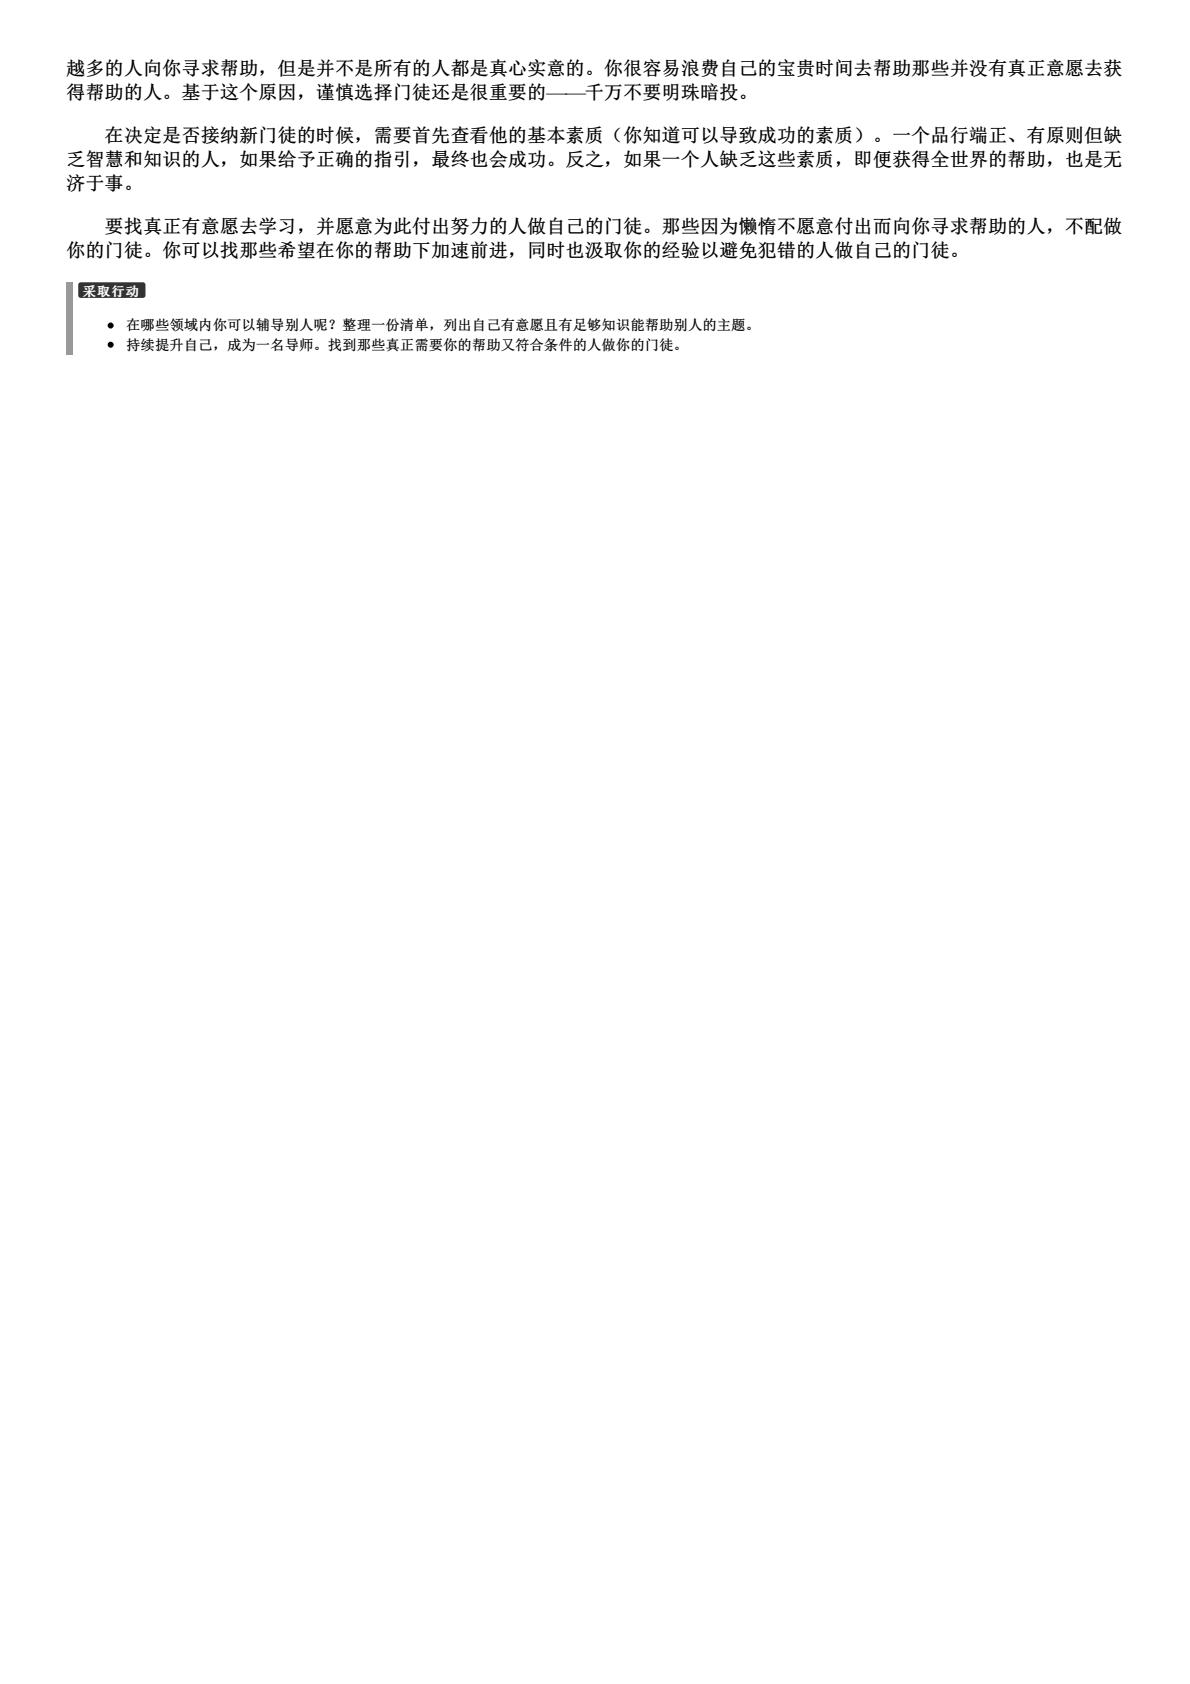 越多的人向你寻求帮助，但是并不是所有的人都是真心实意的。你很容易浪费自己的宝贵时间去帮助那些并没有真正意愿去获
得帮助的人。基于这个原因，谨慎选择门徒还是很重要的——千万不要明珠暗投。
在决定是否接纳新门徒的时候，需要首先查看他的基本素质（你知道可以导致成功的素质）。一个品行端正、有原则但缺
乏智慧和知识的人，如果给予正确的指引，最终也会成功。反之，如果一个人缺乏这些素质，即便获得全世界的帮助，也是无
济于事。
要找真正有意愿去学习，并愿意为此付出努力的人做自己的门徒。那些因为懒惰不愿意付出而向你寻求帮助的人，不配做
你的门徒。你可以找那些希望在你的帮助下加速前进，同时也汲取你的经验以避免犯错的人做自己的门徒。
采取行动
● 在哪些领域内你可以辅导别人呢？整理一份清单，列出自己有意愿且有足够知识能帮助别人的主题。
● 持续提升自己，成为一名导师。找到那些真正需要你的帮助又符合条件的人做你的门徒。